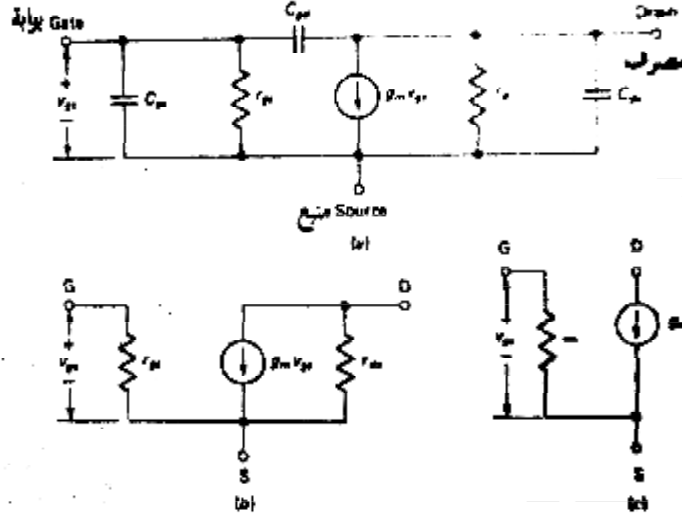 C_gd
بوابة Gate
Drain
مصرف
+
v_gs
−
C_gs
r_gs
g_m v_gs
C_ds
منبع Source
(a)
G
D
G
D
+
v_gs
−
r_gs
g_m v_gs
r_ds
+
v_gs
−
∞
S
S
(b)
(c)